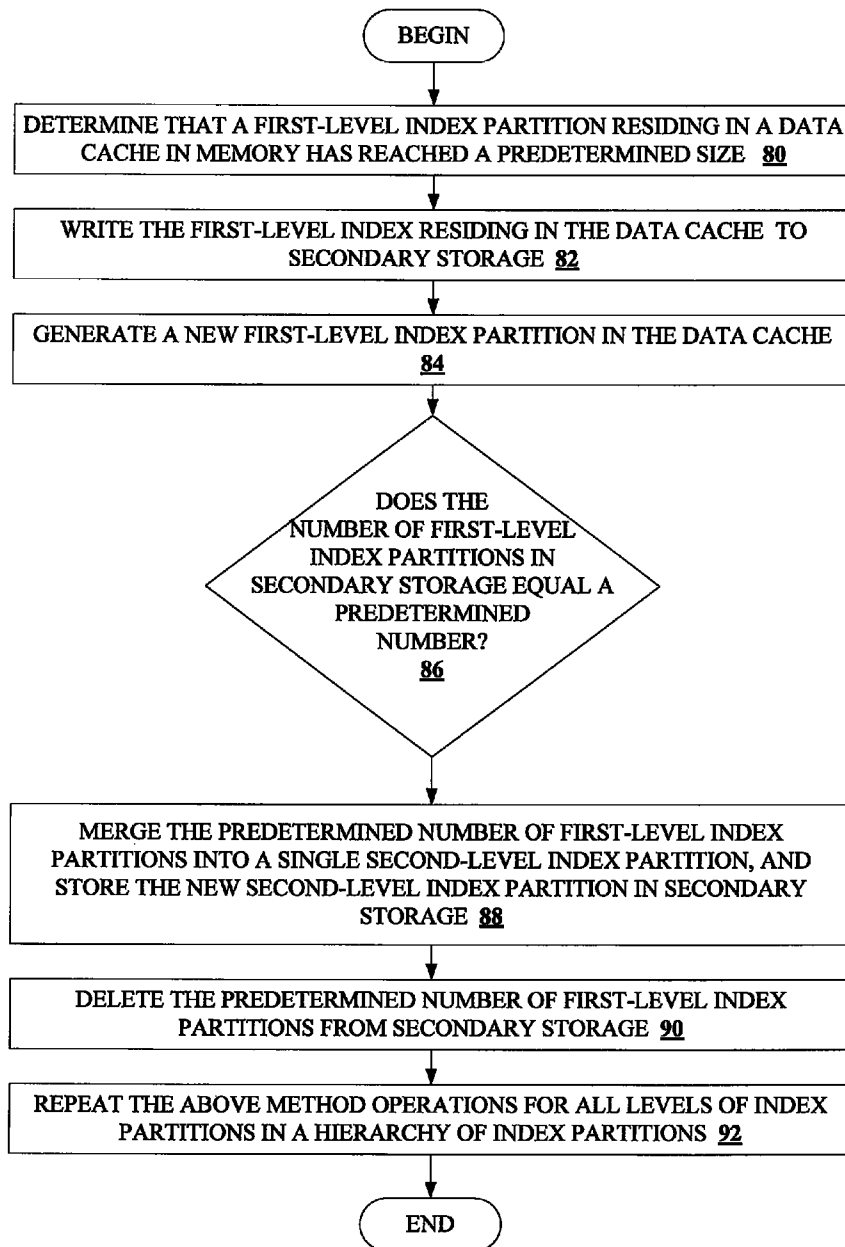 BEGIN
DETERMINE THAT A FIRST-LEVEL INDEX PARTITION RESIDING IN A DATA
CACHE IN MEMORY HAS REACHED A PREDETERMINED SIZE 80
WRITE THE FIRST-LEVEL INDEX RESIDING IN THE DATA CACHE TO
SECONDARY STORAGE 82
GENERATE A NEW FIRST-LEVEL INDEX PARTITION IN THE DATA CACHE
84
DOES THE
NUMBER OF FIRST-LEVEL
INDEX PARTITIONS IN
SECONDARY STORAGE EQUAL A
PREDETERMINED
NUMBER?
86
MERGE THE PREDETERMINED NUMBER OF FIRST-LEVEL INDEX
PARTITIONS INTO A SINGLE SECOND-LEVEL INDEX PARTITION, AND
STORE THE NEW SECOND-LEVEL INDEX PARTITION IN SECONDARY
STORAGE 88
DELETE THE PREDETERMINED NUMBER OF FIRST-LEVEL INDEX
PARTITIONS FROM SECONDARY STORAGE 90
REPEAT THE ABOVE METHOD OPERATIONS FOR ALL LEVELS OF INDEX
PARTITIONS IN A HIERARCHY OF INDEX PARTITIONS 92
END